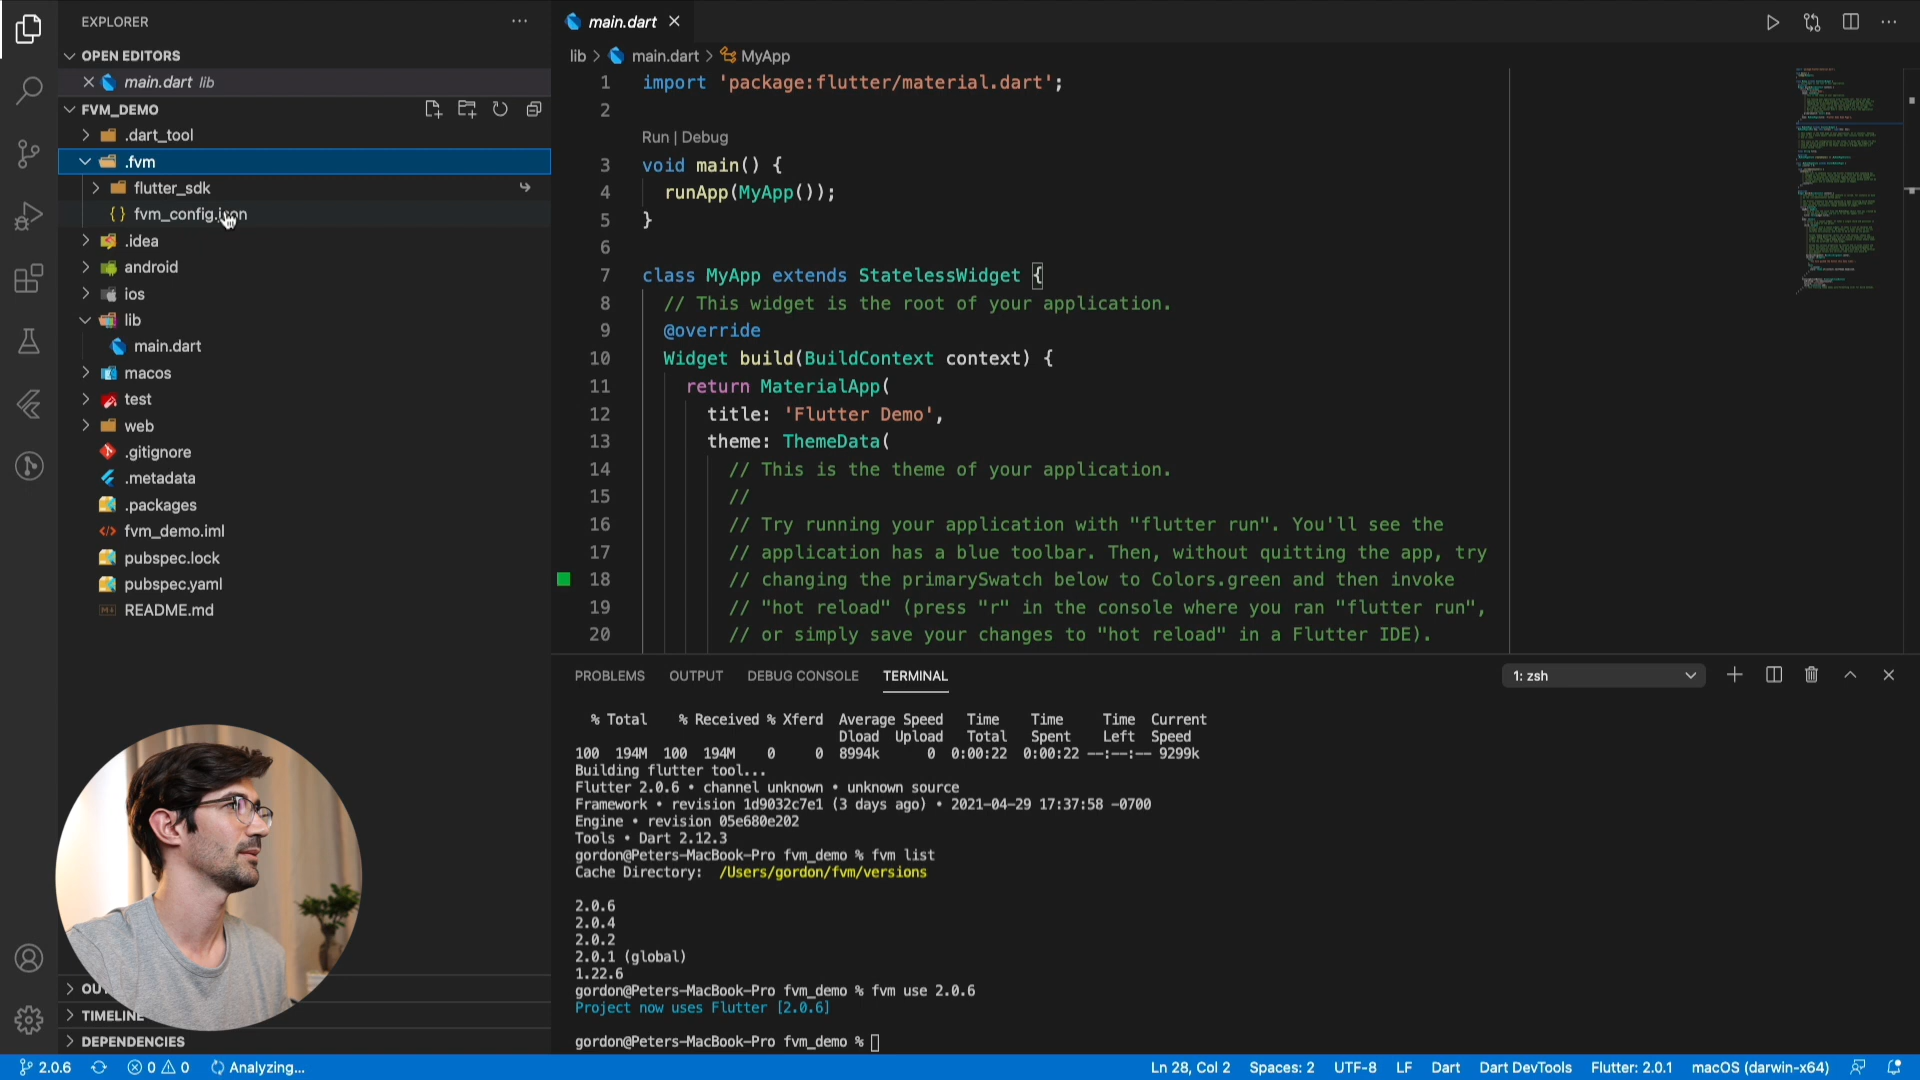 EXPLORER
OPEN EDITORS
main.dart lib
FVM_DEMO
.dart_tool
.fvm
flutter_sdk
fvm_config.json
.idea
android
ios
lib
main.dart
macos
test
web
.gitignore
.metadata
.packages
fvm_demo.iml
pubspec.lock
pubspec.yaml
README.md
OU
TIMELINE
DEPENDENCIES
main.dart
lib > main.dart > MyApp
1 import 'package:flutter/material.dart';
2
Run | Debug
3 void main() {
4 runApp(MyApp());
5 }
6
7 class MyApp extends StatelessWidget {
8 // This widget is the root of your application.
9 @override
10 Widget build(BuildContext context) {
11 return MaterialApp(
12 title: 'Flutter Demo',
13 theme: ThemeData(
14 // This is the theme of your application.
15 //
16 // Try running your application with "flutter run". You'll see the
17 // application has a blue toolbar. Then, without quitting the app, try
18 // changing the primarySwatch below to Colors.green and then invoke
19 // "hot reload" (press "r" in the console where you ran "flutter run",
20 // or simply save your changes to "hot reload" in a Flutter IDE).
PROBLEMS OUTPUT DEBUG CONSOLE TERMINAL 1: zsh
% Total % Received % Xferd Average Speed Time Time Time Current
Dload Upload Total Spent Left Speed
100 194M 100 194M 0 0 8994k 0 0:00:22 0:00:22 --:--:-- 9299k
Building flutter tool...
Flutter 2.0.6 • channel unknown • unknown source
Framework • revision 1d9032c7e1 (3 days ago) • 2021-04-29 17:37:58 -0700
Engine • revision 05e680e202
Tools • Dart 2.12.3
gordon@Peters-MacBook-Pro fvm_demo % fvm list
Cache Directory: /Users/gordon/fvm/versions
2.0.6
2.0.4
2.0.2
2.0.1 (global)
1.22.6
gordon@Peters-MacBook-Pro fvm_demo % fvm use 2.0.6
Project now uses Flutter [2.0.6]
gordon@Peters-MacBook-Pro fvm_demo %
2.0.6 0 0 Analyzing... Ln 28, Col 2 Spaces: 2 UTF-8 LF Dart Dart DevTools Flutter: 2.0.1 macOS (darwin-x64)